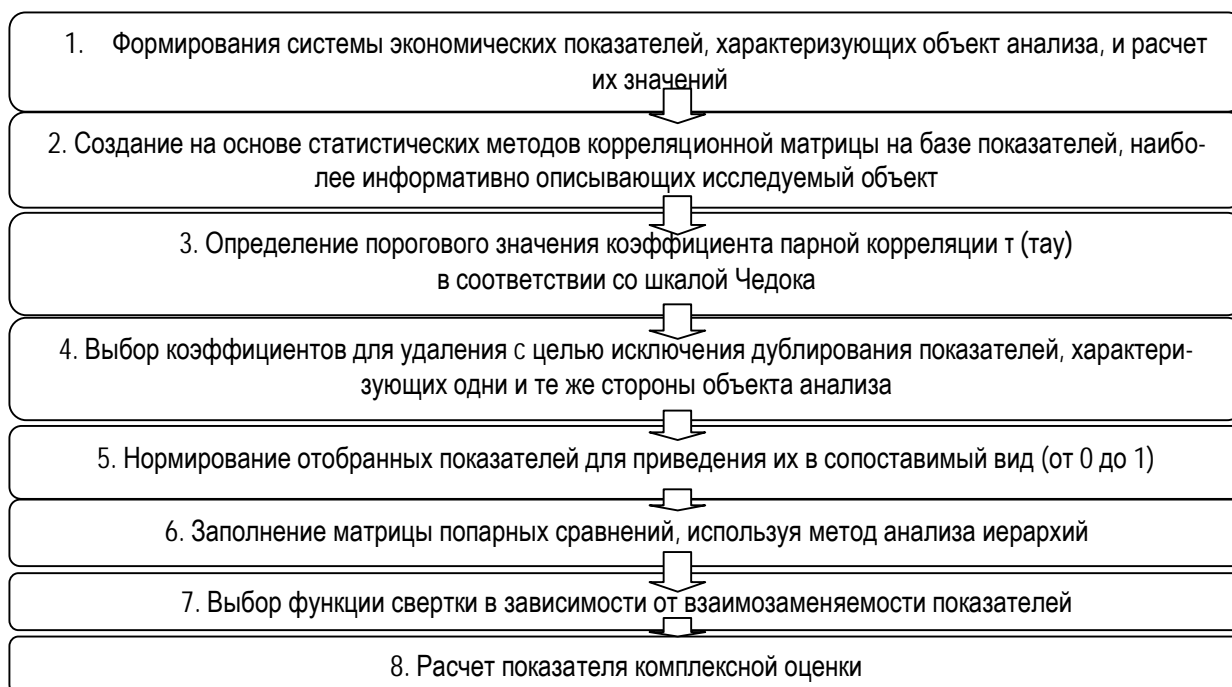 1. Формирования системы экономических показателей, характеризующих объект анализа, и расчет
их значений
2. Создание на основе статистических методов корреляционной матрицы на базе показателей, наибо-
лее информативно описывающих исследуемый объект
3. Определение порогового значения коэффициента парной корреляции τ (тау)
в соответствии со шкалой Чедока
4. Выбор коэффициентов для удаления с целью исключения дублирования показателей, характери-
зующих одни и те же стороны объекта анализа
5. Нормирование отобранных показателей для приведения их в сопоставимый вид (от 0 до 1)
6. Заполнение матрицы попарных сравнений, используя метод анализа иерархий
7. Выбор функции свертки в зависимости от взаимозаменяемости показателей
8. Расчет показателя комплексной оценки